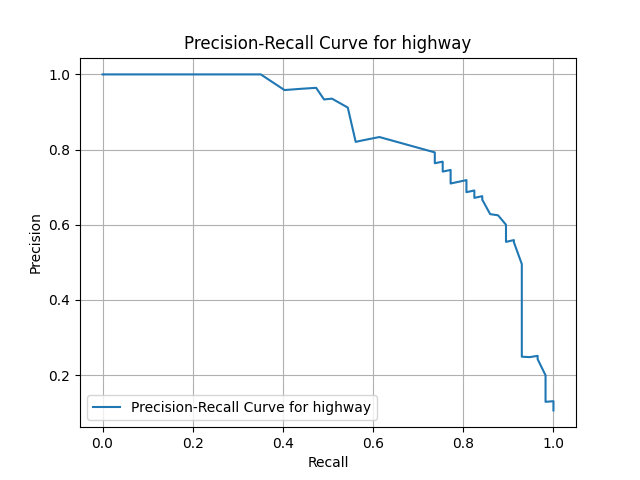 Precision-Recall Curve for highway
1.0
0.8
0.6
0.4
0.2
Precision
Precision-Recall Curve for highway
0.0 0.2 0.4 0.6 0.8 1.0
Recall